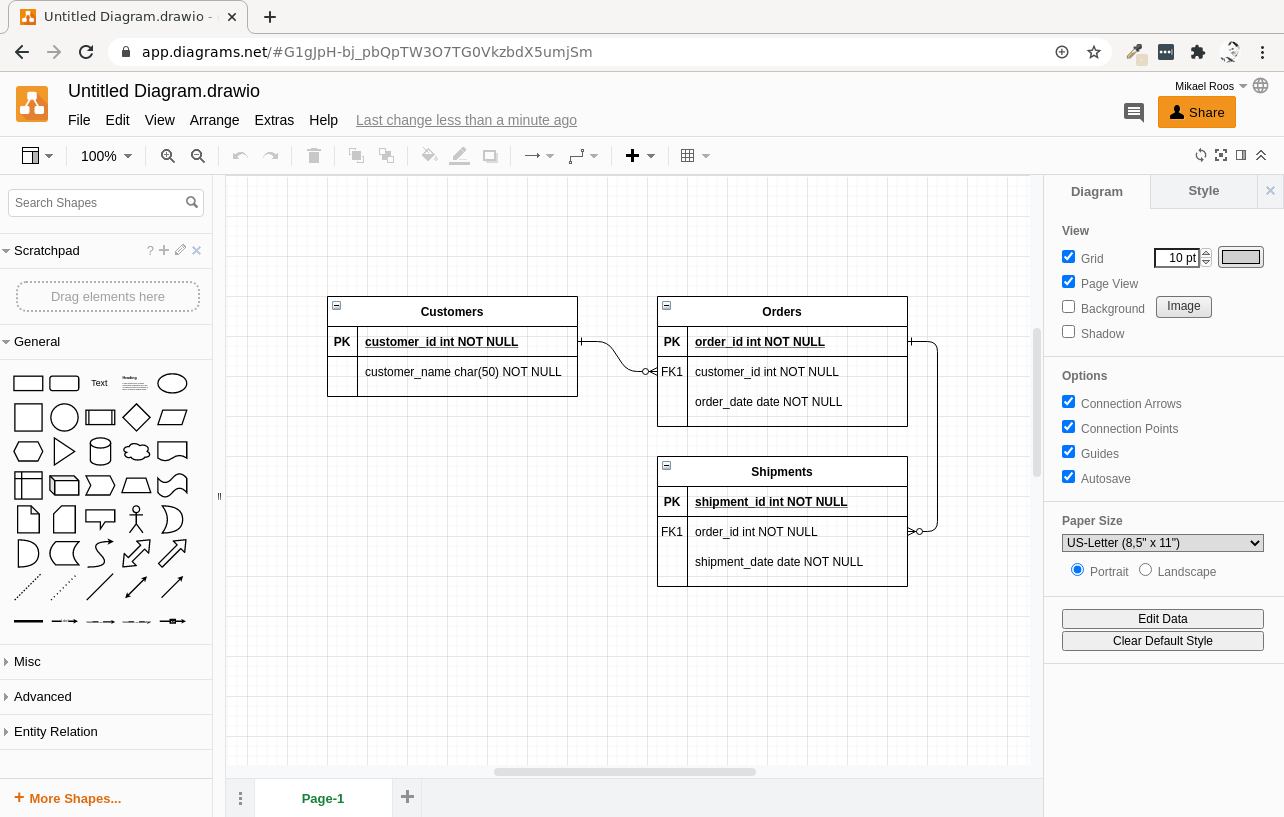 Untitled Diagram.drawio -
app.diagrams.net/#G1gJpH-bj_pbQpTW3O7TG0VkzbdX5umjSm
Untitled Diagram.drawio
Mikael Roos
File Edit View Arrange Extras Help Last change less than a minute ago
Share
100%
Search Shapes
Scratchpad
?
Drag elements here
General
Text
Heading
Misc
Advanced
Entity Relation
+ More Shapes...
Customers
PK customer_id int NOT NULL
customer_name char(50) NOT NULL
Orders
PK order_id int NOT NULL
FK1 customer_id int NOT NULL
order_date date NOT NULL
Shipments
PK shipment_id int NOT NULL
FK1 order_id int NOT NULL
shipment_date date NOT NULL
Page-1
Diagram Style
View
Grid 10 pt
Page View
Background Image
Shadow
Options
Connection Arrows
Connection Points
Guides
Autosave
Paper Size
US-Letter (8,5" x 11")
Portrait Landscape
Edit Data
Clear Default Style